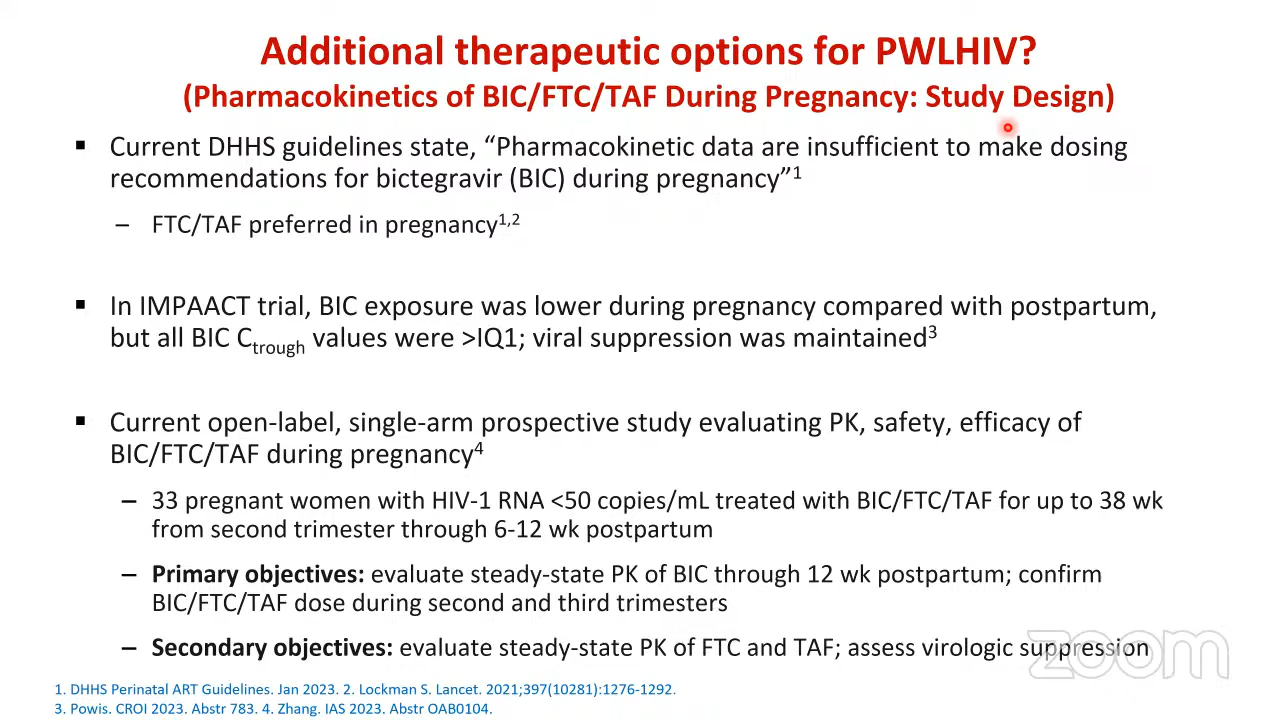 Additional therapeutic options for PWLHIV?
(Pharmacokinetics of BIC/FTC/TAF During Pregnancy: Study Design)
▪ Current DHHS guidelines state, “Pharmacokinetic data are insufficient to make dosing
recommendations for bictegravir (BIC) during pregnancy”1
– FTC/TAF preferred in pregnancy1,2
▪ In IMPAACT trial, BIC exposure was lower during pregnancy compared with postpartum,
but all BIC Ctrough values were >IQ1; viral suppression was maintained3
▪ Current open-label, single-arm prospective study evaluating PK, safety, efficacy of
BIC/FTC/TAF during pregnancy4
– 33 pregnant women with HIV-1 RNA <50 copies/mL treated with BIC/FTC/TAF for up to 38 wk
from second trimester through 6-12 wk postpartum
– Primary objectives: evaluate steady-state PK of BIC through 12 wk postpartum; confirm
BIC/FTC/TAF dose during second and third trimesters
– Secondary objectives: evaluate steady-state PK of FTC and TAF; assess virologic suppression
zoom
1. DHHS Perinatal ART Guidelines. Jan 2023. 2. Lockman S. Lancet. 2021;397(10281):1276-1292.
3. Powis. CROI 2023. Abstr 783. 4. Zhang. IAS 2023. Abstr OAB0104.